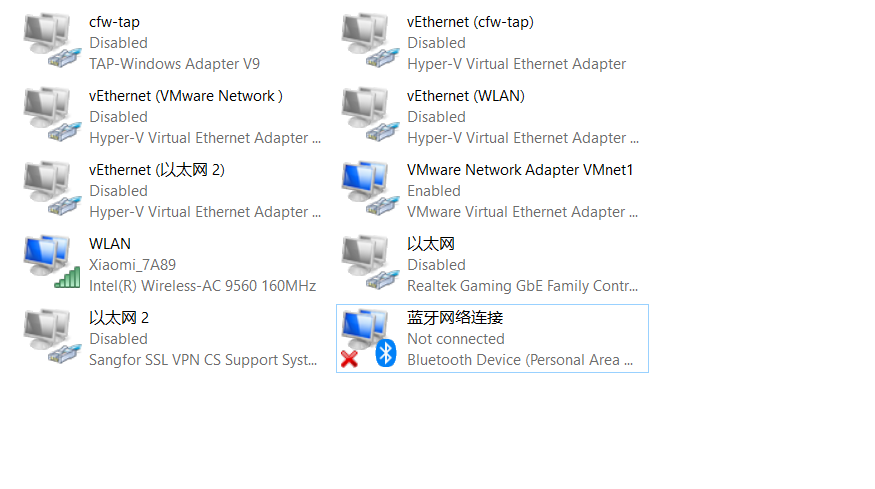 cfw-tap
Disabled
TAP-Windows Adapter V9
vEthernet (cfw-tap)
Disabled
Hyper-V Virtual Ethernet Adapter
vEthernet (VMware Network )
Disabled
Hyper-V Virtual Ethernet Adapter ...
vEthernet (WLAN)
Disabled
Hyper-V Virtual Ethernet Adapter ...
vEthernet (以太网 2)
Disabled
Hyper-V Virtual Ethernet Adapter ...
VMware Network Adapter VMnet1
Enabled
VMware Virtual Ethernet Adapter ...
WLAN
Xiaomi_7A89
Intel(R) Wireless-AC 9560 160MHz
以太网
Disabled
Realtek Gaming GbE Family Contr...
以太网 2
Disabled
Sangfor SSL VPN CS Support Syst...
蓝牙网络连接
Not connected
Bluetooth Device (Personal Area ...